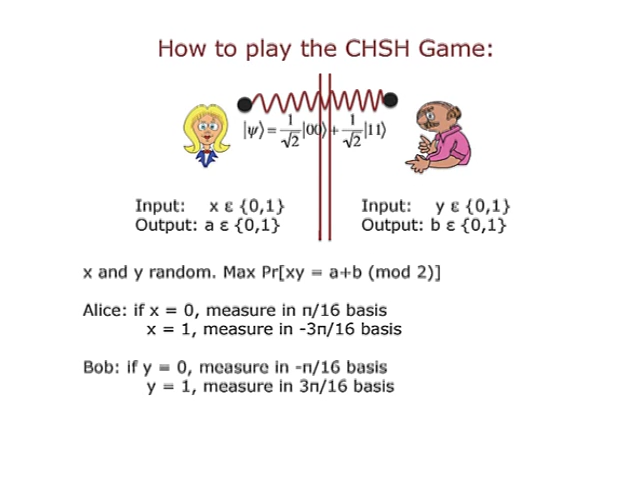 How to play the CHSH Game:
|ψ⟩ = 1/√2 |00⟩ + 1/√2 |11⟩
Input: x ε {0,1} Input: y ε {0,1}
Output: a ε {0,1} Output: b ε {0,1}
x and y random. Max Pr[xy = a+b (mod 2)]
Alice: if x = 0, measure in π/16 basis
x = 1, measure in -3π/16 basis
Bob: if y = 0, measure in -π/16 basis
y = 1, measure in 3π/16 basis